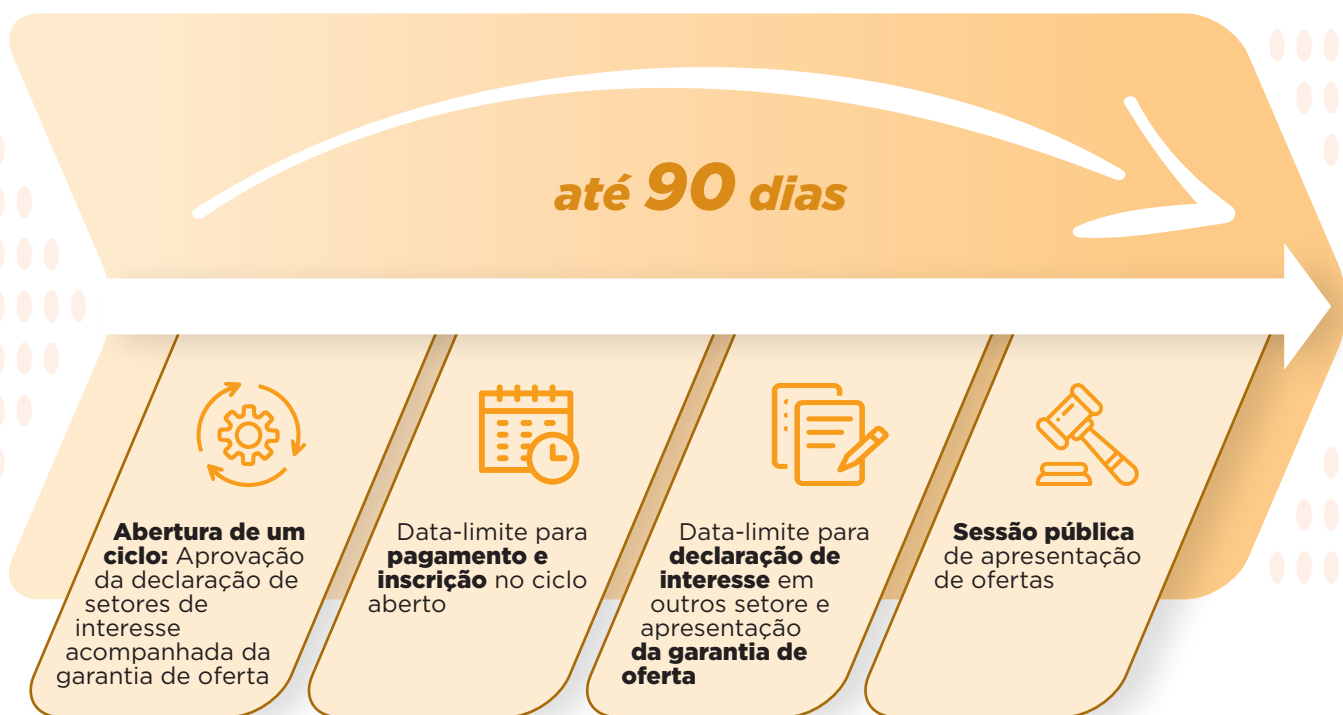 até 90 dias
Abertura de um
ciclo: Aprovação
da declaração de
setores de
interesse
acompanhada da
garantia de oferta
Data-limite para
pagamento e
inscrição no ciclo
aberto
Data-limite para
declaração de
interesse em
outros setore e
apresentação
da garantia de
oferta
Sessão pública
de apresentação
de ofertas